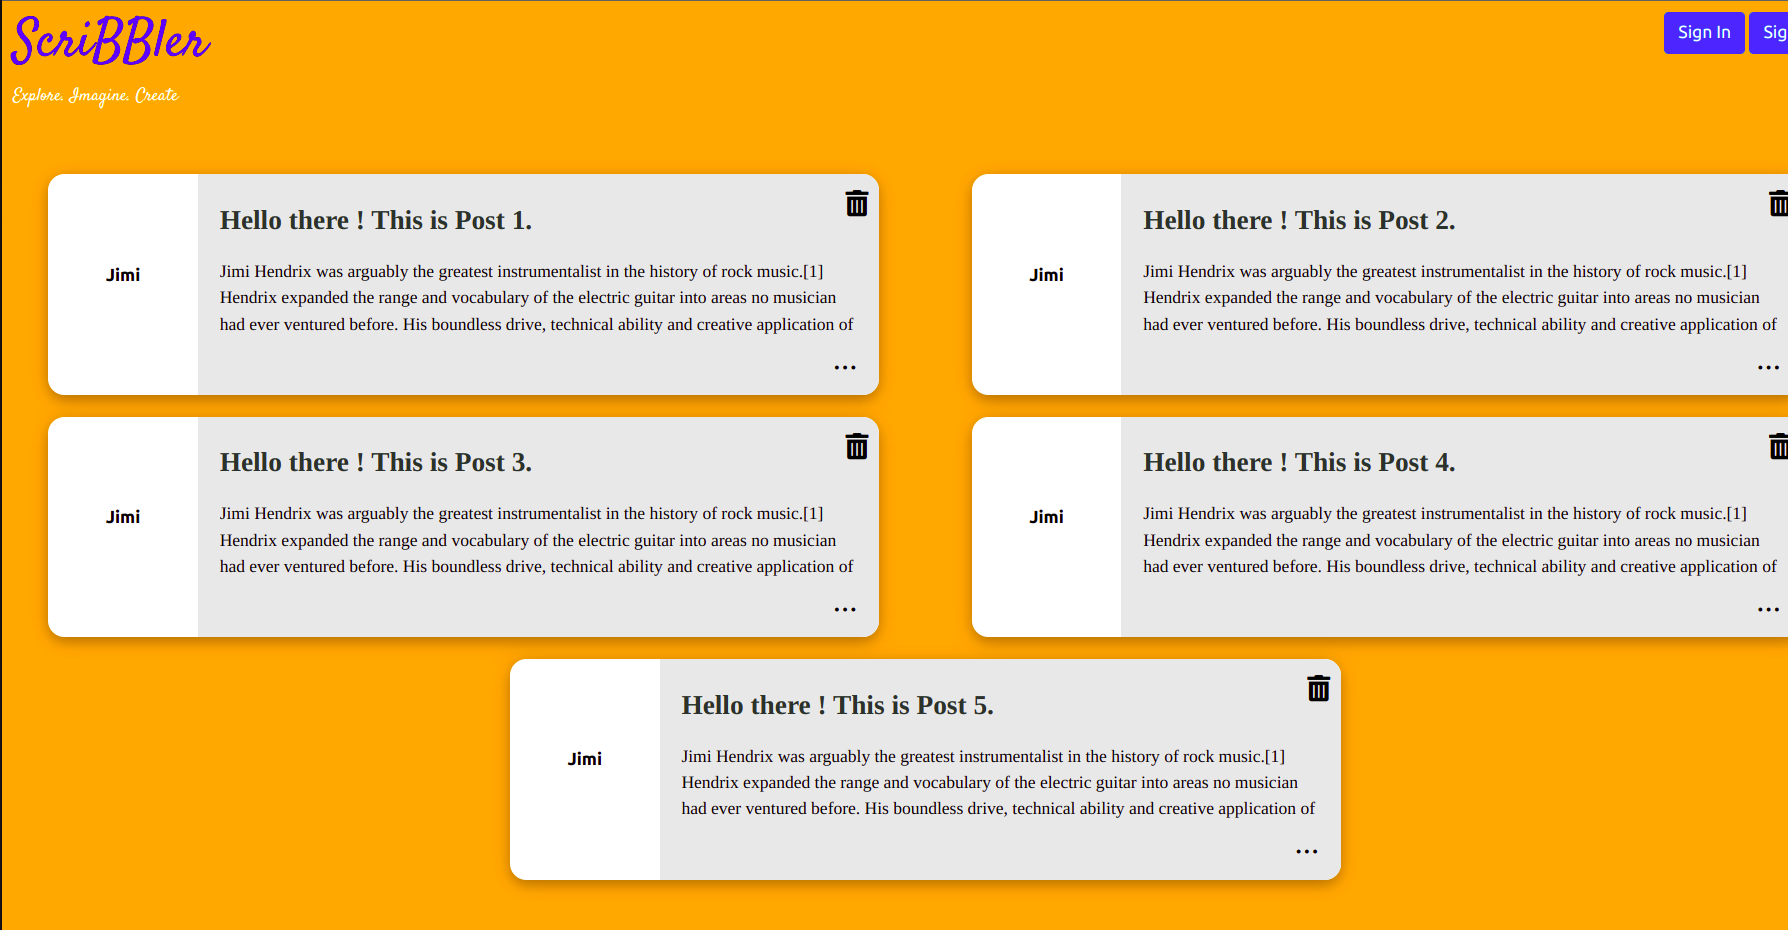 ScriBBler
Explore. Imagine. Create
Sign In
Sig
Jimi
Hello there ! This is Post 1.
Jimi Hendrix was arguably the greatest instrumentalist in the history of rock music.[1]
Hendrix expanded the range and vocabulary of the electric guitar into areas no musician
had ever ventured before. His boundless drive, technical ability and creative application of
...
Jimi
Hello there ! This is Post 2.
Jimi Hendrix was arguably the greatest instrumentalist in the history of rock music.[1]
Hendrix expanded the range and vocabulary of the electric guitar into areas no musician
had ever ventured before. His boundless drive, technical ability and creative application of
...
Jimi
Hello there ! This is Post 3.
Jimi Hendrix was arguably the greatest instrumentalist in the history of rock music.[1]
Hendrix expanded the range and vocabulary of the electric guitar into areas no musician
had ever ventured before. His boundless drive, technical ability and creative application of
...
Jimi
Hello there ! This is Post 4.
Jimi Hendrix was arguably the greatest instrumentalist in the history of rock music.[1]
Hendrix expanded the range and vocabulary of the electric guitar into areas no musician
had ever ventured before. His boundless drive, technical ability and creative application of
...
Jimi
Hello there ! This is Post 5.
Jimi Hendrix was arguably the greatest instrumentalist in the history of rock music.[1]
Hendrix expanded the range and vocabulary of the electric guitar into areas no musician
had ever ventured before. His boundless drive, technical ability and creative application of
...